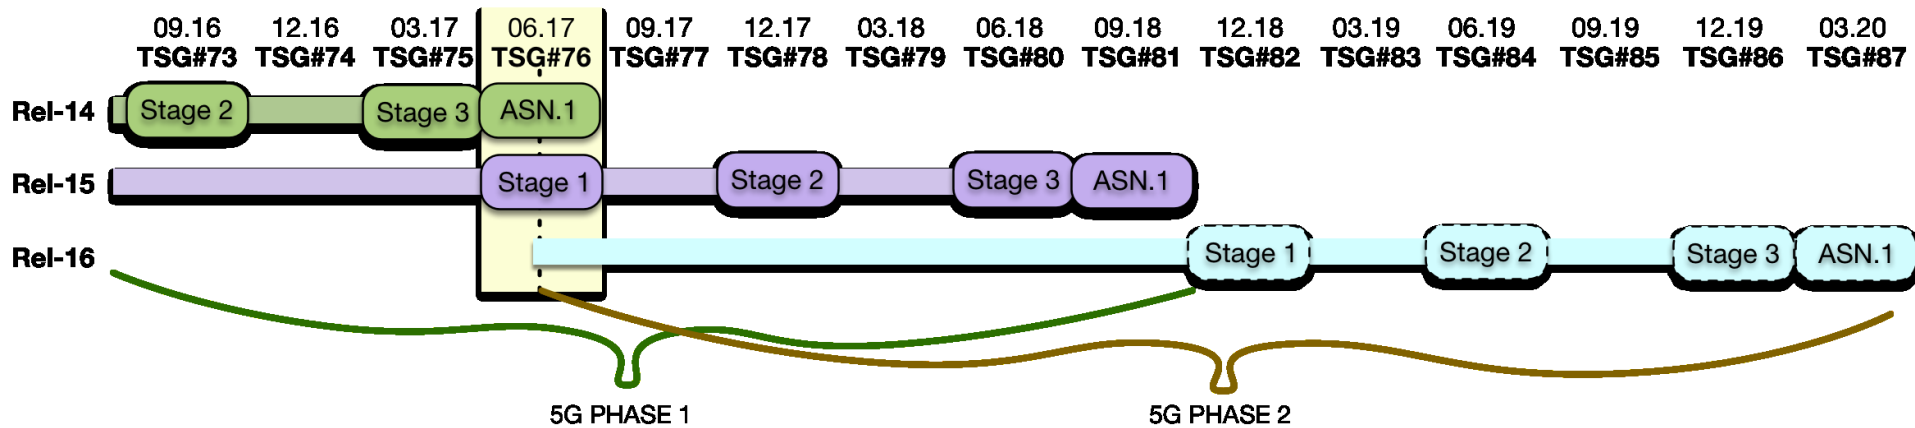 09.16 12.16 03.17 06.17 09.17 12.17 03.18 06.18 09.18 12.18 03.19 06.19 09.19 12.19 03.20
TSG#73 TSG#74 TSG#75 TSG#76 TSG#77 TSG#78 TSG#79 TSG#80 TSG#81 TSG#82 TSG#83 TSG#84 TSG#85 TSG#86 TSG#87
Rel-14 Stage 2 Stage 3 ASN.1
Rel-15 Stage 1 Stage 2 Stage 3 ASN.1
Rel-16 Stage 1 Stage 2 Stage 3 ASN.1
5G PHASE 1 5G PHASE 2